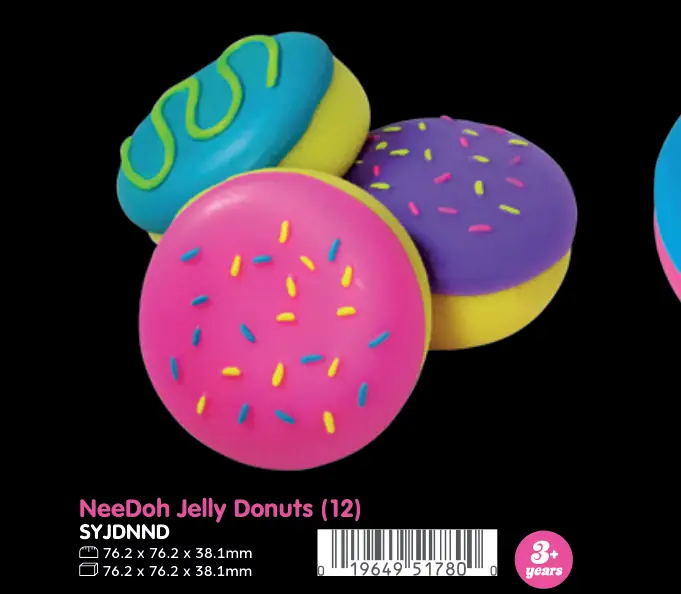 NeeDoh Jelly Donuts (12)
SYJDNND
76.2 x 76.2 x 38.1mm
76.2 x 76.2 x 38.1mm
0 19649 51780 0
3+
years